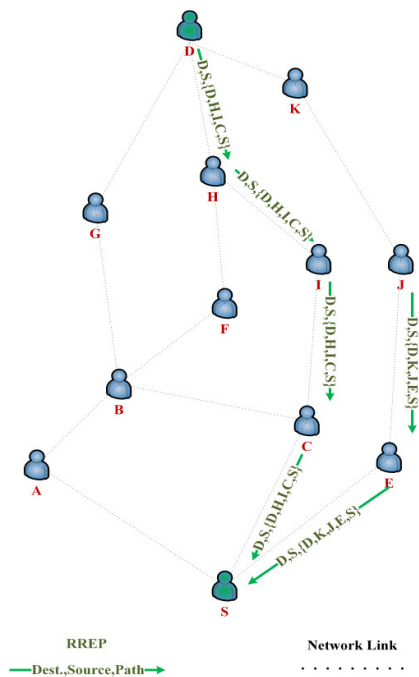 D
D,S,{D,H,I,C,S}
K
H
D,S,{D,H,I,C,S}
G
I
J
D,S,{D,H,I,C,S}
D,S,{D,K,J,E,S}
F
B
C
A
E
D,S,{D,H,I,C,S}
D,S,{D,K,J,E,S}
S
RREP
Network Link
Dest.,Source,Path